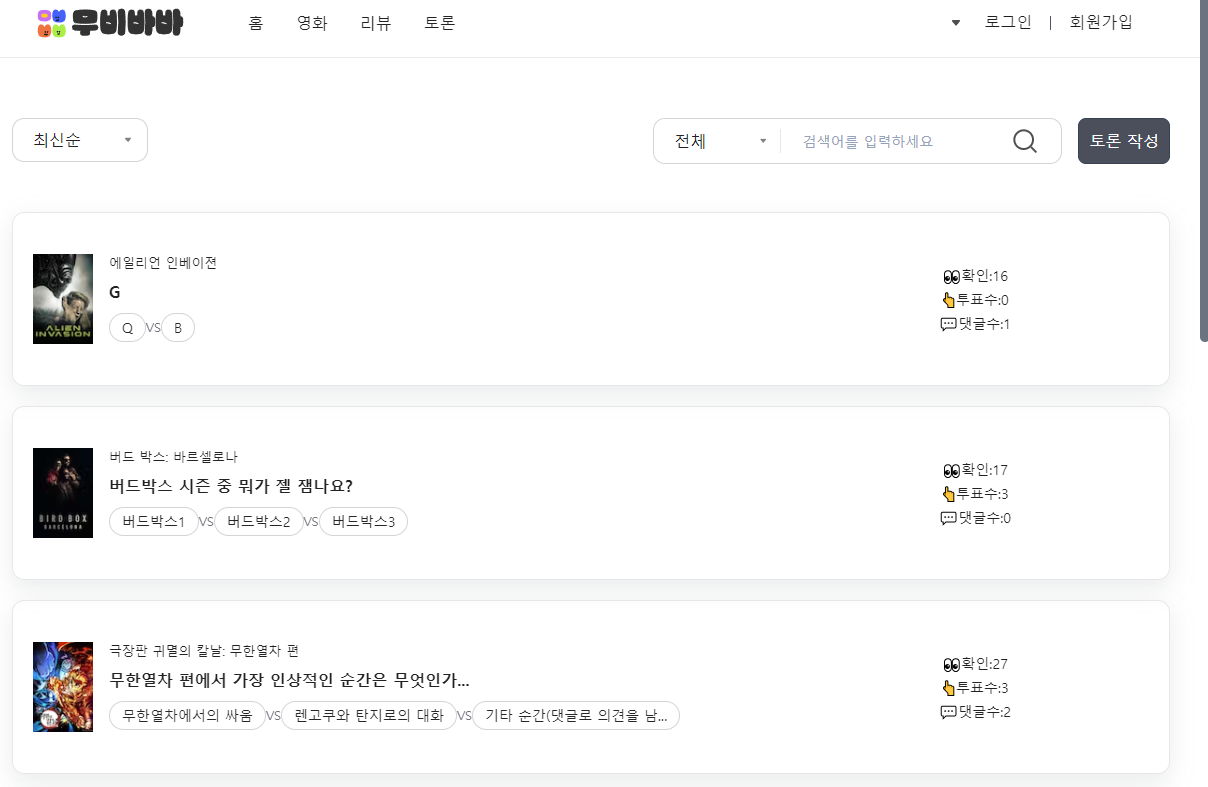 무비바바 홈 영화 리뷰 토론 ▼ 로그인 | 회원가입
최신순 전체 검색어를 입력하세요 토론 작성
에일리언 인베이젼
G
Q VS B
ALIEN
INVASION
👀확인:16
👆투표수:0
💬댓글수:1
버드 박스: 바르셀로나
버드박스 시즌 중 뭐가 젤 잼나요?
버드박스1 VS 버드박스2 VS 버드박스3
BIRD BOX
BARCELONA
👀확인:17
👆투표수:3
💬댓글수:0
극장판 귀멸의 칼날: 무한열차 편
무한열차 편에서 가장 인상적인 순간은 무엇인가...
무한열차에서의 싸움 VS 렌고쿠와 탄지로의 대화 VS 기타 순간(댓글로 의견을 남...
👀확인:27
👆투표수:3
💬댓글수:2